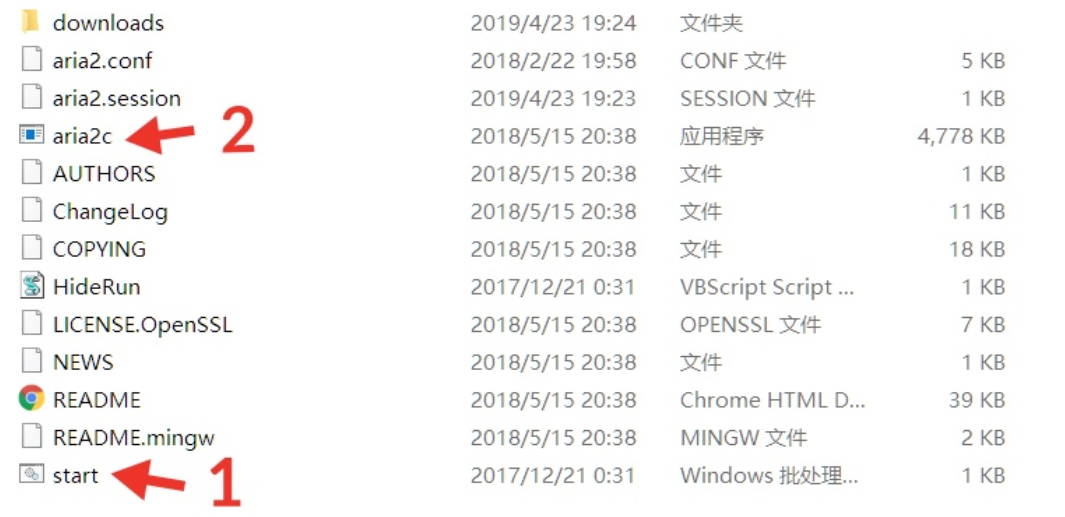 downloads 2019/4/23 19:24 文件夹
aria2.conf 2018/2/22 19:58 CONF 文件 5 KB
aria2.session 2019/4/23 19:23 SESSION 文件 1 KB
aria2c 2 2018/5/15 20:38 应用程序 4,778 KB
AUTHORS 2018/5/15 20:38 文件 1 KB
ChangeLog 2018/5/15 20:38 文件 11 KB
COPYING 2018/5/15 20:38 文件 18 KB
HideRun 2017/12/21 0:31 VBScript Script ... 1 KB
LICENSE.OpenSSL 2018/5/15 20:38 OPENSSL 文件 7 KB
NEWS 2018/5/15 20:38 文件 1 KB
README 2018/5/15 20:38 Chrome HTML D... 39 KB
README.mingw 2018/5/15 20:38 MINGW 文件 2 KB
start 1 2017/12/21 0:31 Windows 批处理... 1 KB